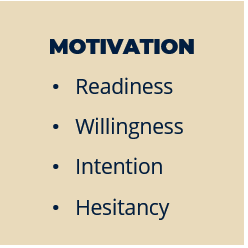 MOTIVATION
• Readiness
• Willingness
• Intention
• Hesitancy